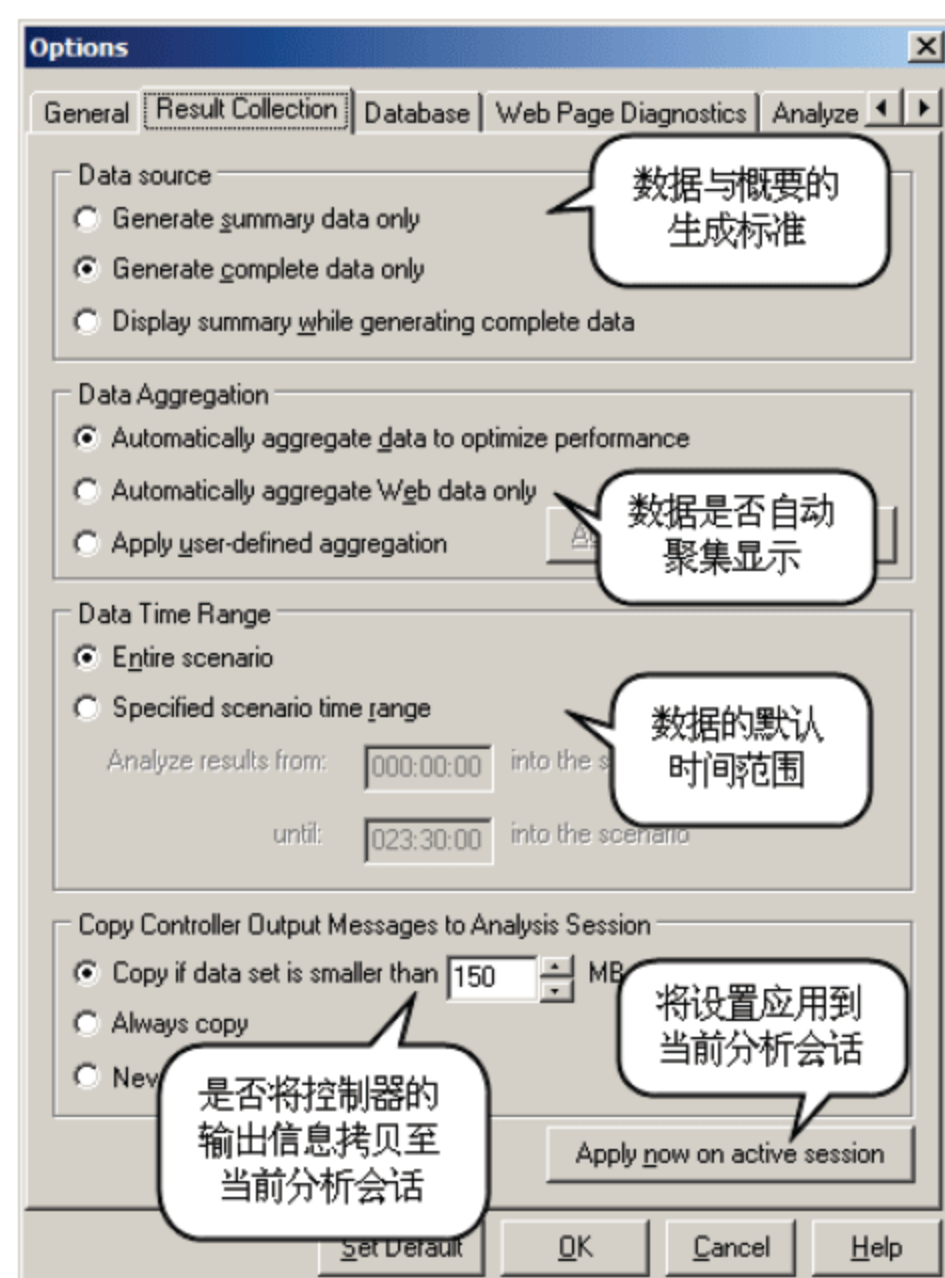 Options
General Result Collection Database Web Page Diagnostics Analyze
Data source
数据与概要的
生成标准
Generate summary data only
Generate complete data only
Display summary while generating complete data
Data Aggregation
Automatically aggregate data to optimize performance
Automatically aggregate Web data only
数据是否自动
聚集显示
Apply user-defined aggregation
Data Time Range
Entire scenario
Specified scenario time range
数据的默认
时间范围
Analyze results from: 000:00:00 into the
until: 023:30:00 into the scenario
Copy Controller Output Messages to Analysis Session
Copy if data set is smaller than 150 MB
将设置应用到
当前分析会话
Always copy
是否将控制器的
输出信息拷贝至
当前分析会话
Apply now on active session
Set Default OK Cancel Help